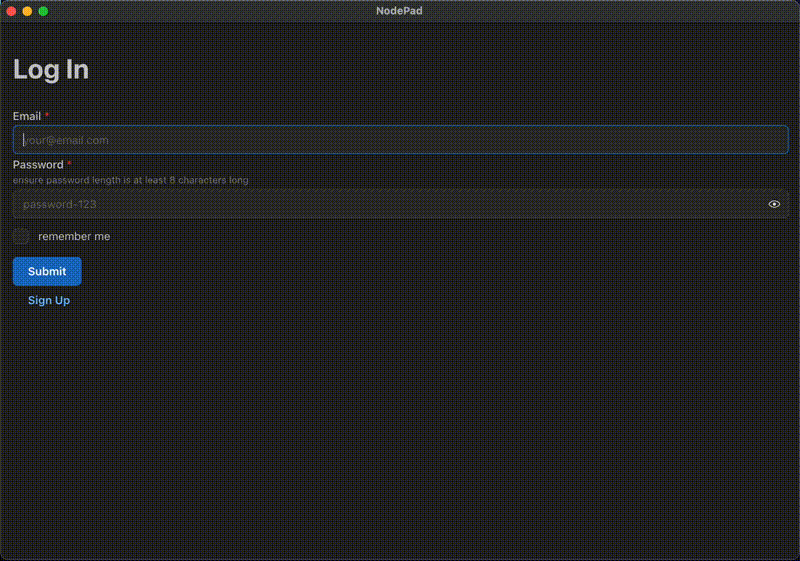 NodePad
Log In
Email *
your@email.com
Password *
ensure password length is at least 8 characters long
password-123
remember me
Submit
Sign Up